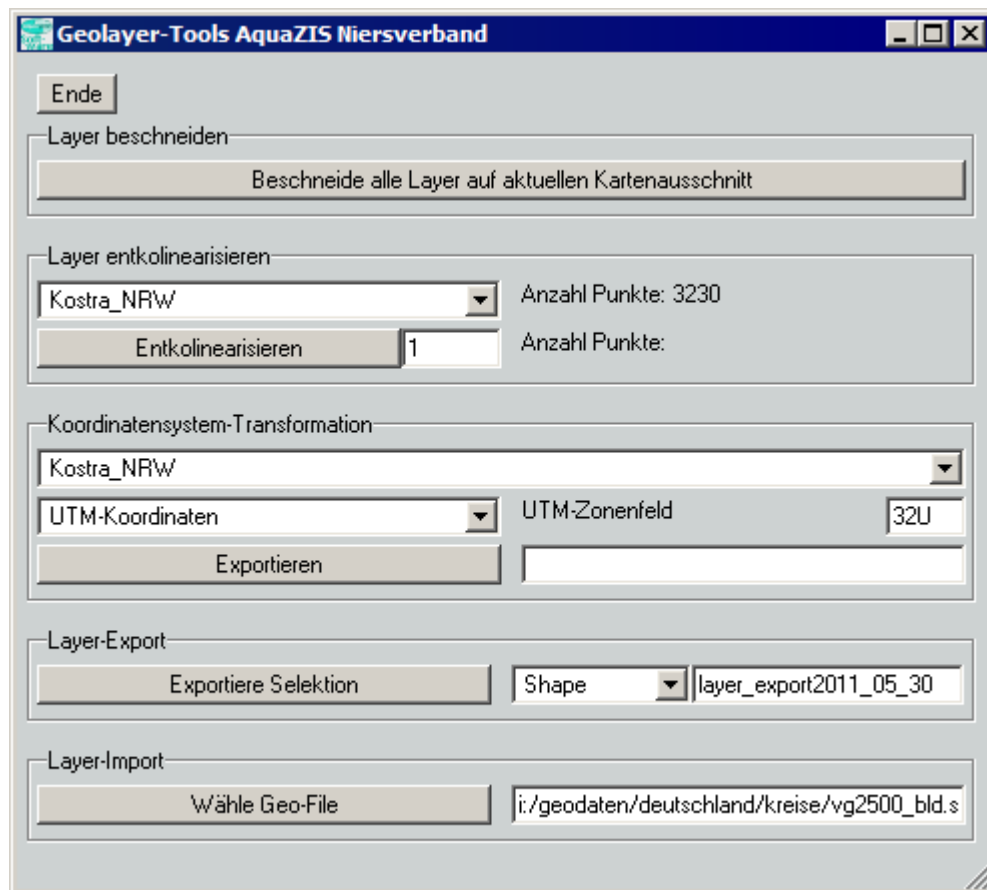 Geolayer-Tools AquaZIS Niersverband
Ende
Layer beschneiden
Beschneide alle Layer auf aktuellen Kartenausschnitt
Layer entkolinearisieren
Kostra_NRW Anzahl Punkte: 3230
Entkolinearisieren 1 Anzahl Punkte:
Koordinatensystem-Transformation
Kostra_NRW
UTM-Koordinaten UTM-Zonenfeld 32U
Exportieren
Layer-Export
Exportiere Selektion Shape layer_export2011_05_30
Layer-Import
Wähle Geo-File i:/geodaten/deutschland/kreise/vg2500_bld.s